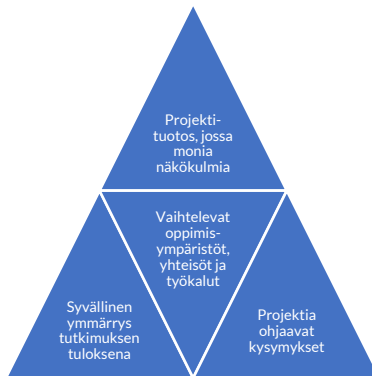 Projekti-
tuotos, jossa
monia
näkökulmia
Vaihtelevat
oppimis-
ympäristöt,
yhteisöt ja
työkalut
Syvällinen
ymmärrys
tutkimuksen
tuloksena
Projektia
ohjaavat
kysymykset